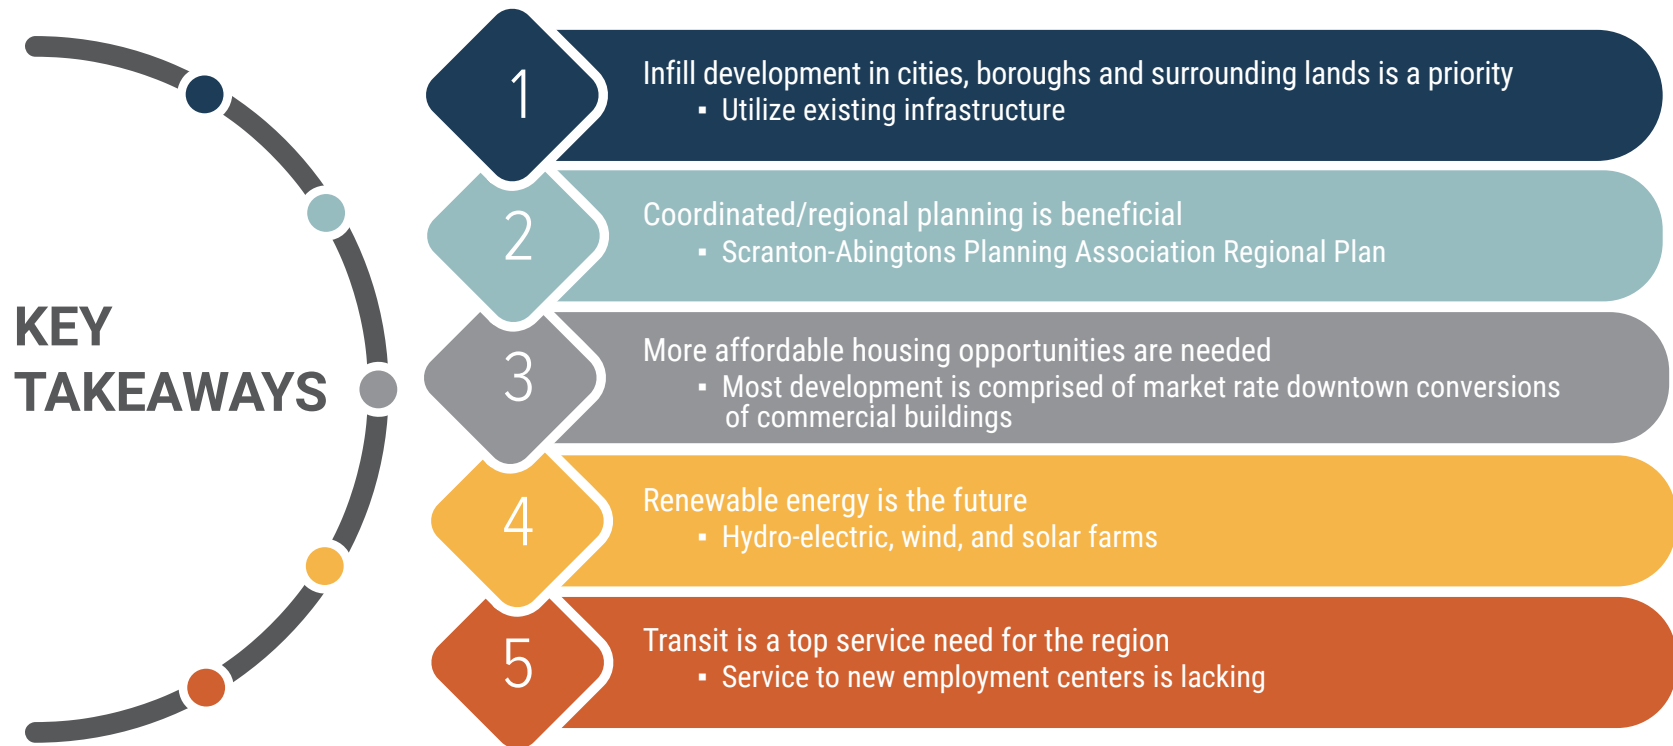 KEY
TAKEAWAYS
1
Infill development in cities, boroughs and surrounding lands is a priority
▪ Utilize existing infrastructure
2
Coordinated/regional planning is beneficial
▪ Scranton-Abingtons Planning Association Regional Plan
3
More affordable housing opportunities are needed
▪ Most development is comprised of market rate downtown conversions
of commercial buildings
4
Renewable energy is the future
▪ Hydro-electric, wind, and solar farms
5
Transit is a top service need for the region
▪ Service to new employment centers is lacking